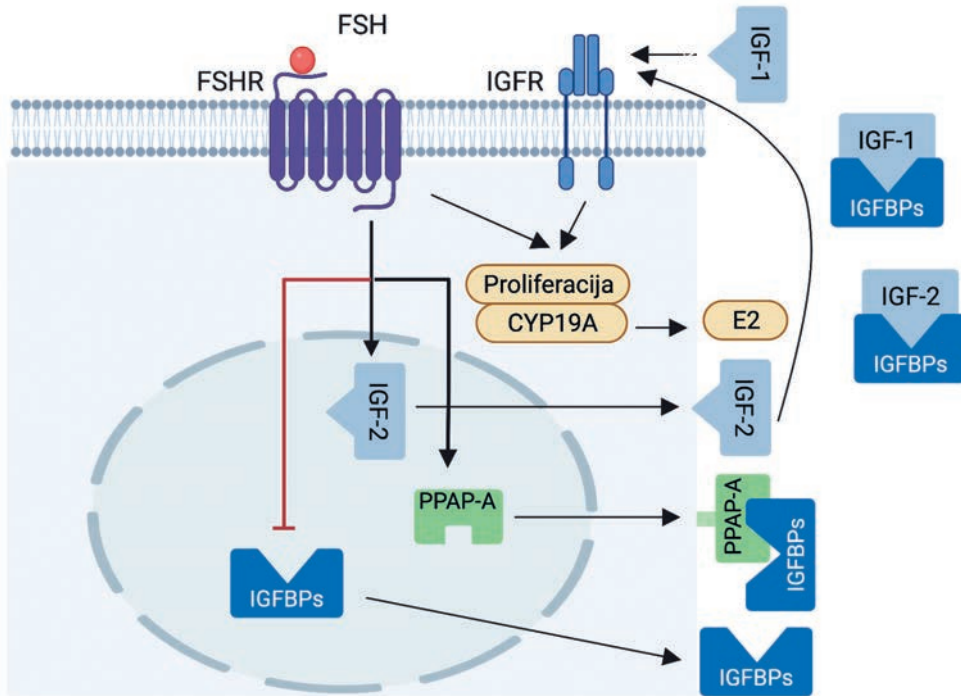 FSH
FSHR
IGFR
IGF-1
IGF-1
IGFBPs
Proliferacija
CYP19A
E2
IGF-2
IGFBPs
IGF-2
IGF-2
PPAP-A
PPAP-A
IGFBPs
IGFBPs
IGFBPs